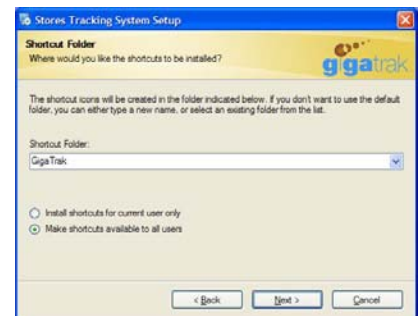 Stores Tracking System Setup
Shortcut Folder
Where would you like the shortcuts to be installed?
gigatrak
The shortcut icons will be created in the folder indicated below. If you don't want to use the default
folder, you can either type a new name, or select an existing folder from the list.
Shortcut Folder:
GigaTrak
Install shortcuts for current user only
Make shortcuts available to all users
< Back
Next >
Cancel